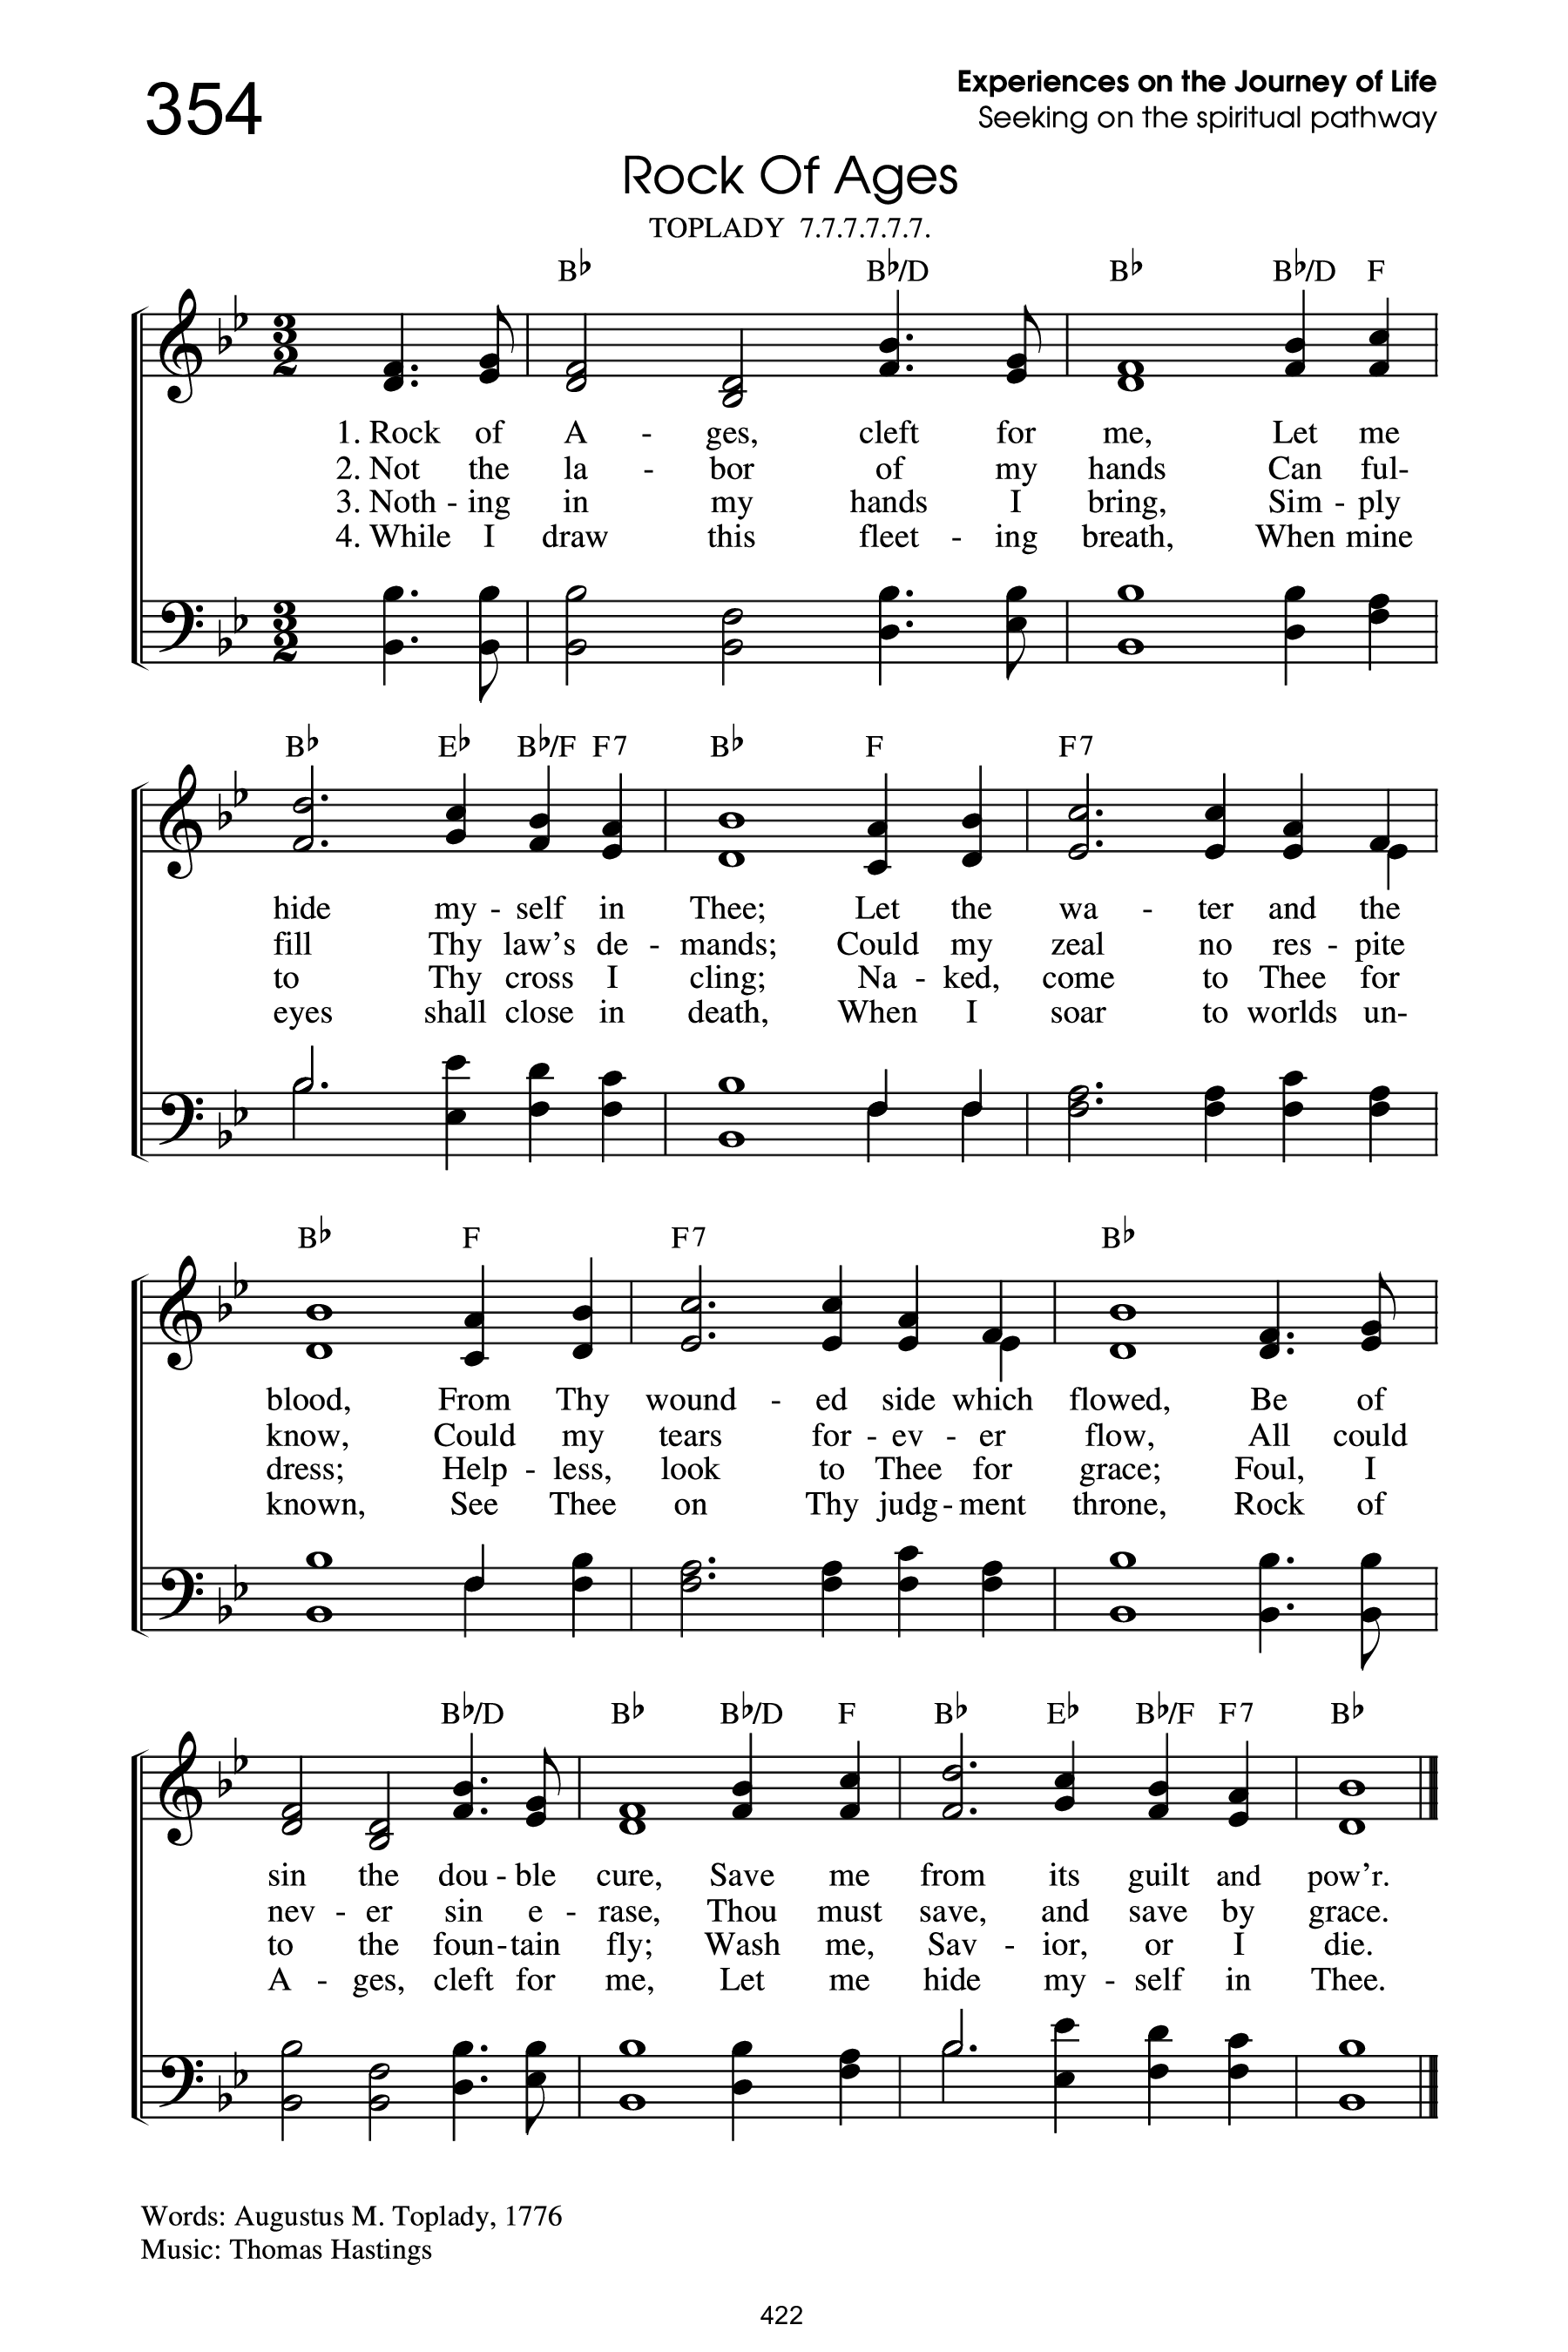 354
Experiences on the Journey of Life
Seeking on the spiritual pathway
Rock Of Ages
TOPLADY 7.7.7.7.7.7.
B♭ B♭/D B♭ B♭/D F
1. Rock of A - ges, cleft for me, Let me
2. Not the la - bor of my hands Can ful-
3. Noth - ing in my hands I bring, Sim - ply
4. While I draw this fleet - ing breath, When mine
B♭ E♭ B♭/F F7 B♭ F F7
hide my - self in Thee; Let the wa - ter and the
fill Thy law's de - mands; Could my zeal no res - pite
to Thy cross I cling; Na - ked, come to Thee for
eyes shall close in death, When I soar to worlds un-
B♭ F F7 B♭
blood, From Thy wound - ed side which flowed, Be of
know, Could my tears for - ev - er flow, All could
dress; Help - less, look to Thee for grace; Foul, I
known, See Thee on Thy judg - ment throne, Rock of
B♭/D B♭ B♭/D F B♭ E♭ B♭/F F7 B♭
sin the dou - ble cure, Save me from its guilt and pow'r.
nev - er sin e - rase, Thou must save, and save by grace.
to the foun - tain fly; Wash me, Sav - ior, or I die.
A - ges, cleft for me, Let me hide my - self in Thee.
Words: Augustus M. Toplady, 1776
Music: Thomas Hastings
422